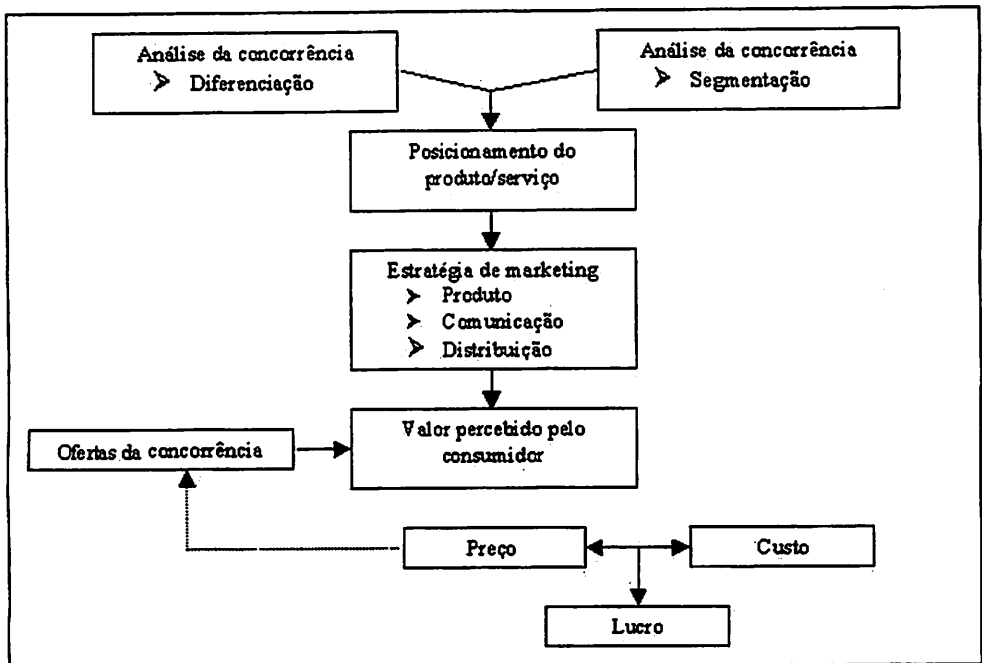 Análise da concorrência
➢ Diferenciação
Análise da concorrência
➢ Segmentação
Posicionamento do
produto/serviço
Estratégia de marketing
➢ Produto
➢ Comunicação
➢ Distribuição
Ofertas da concorrência
Valor percebido pelo
consumidor
Preço
Custo
Lucro